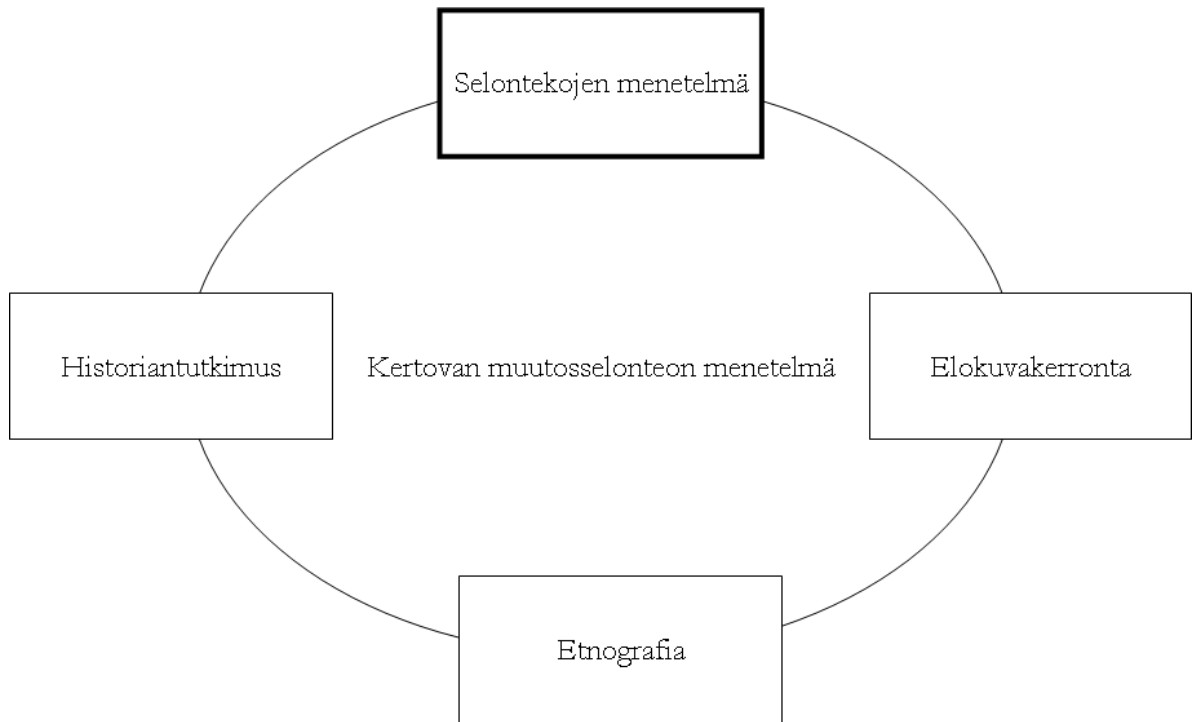 Selontekojen menetelmä
Historiantutkimus
Kertovan muutosselonteon menetelmä
Elokuvakerronta
Etnografia